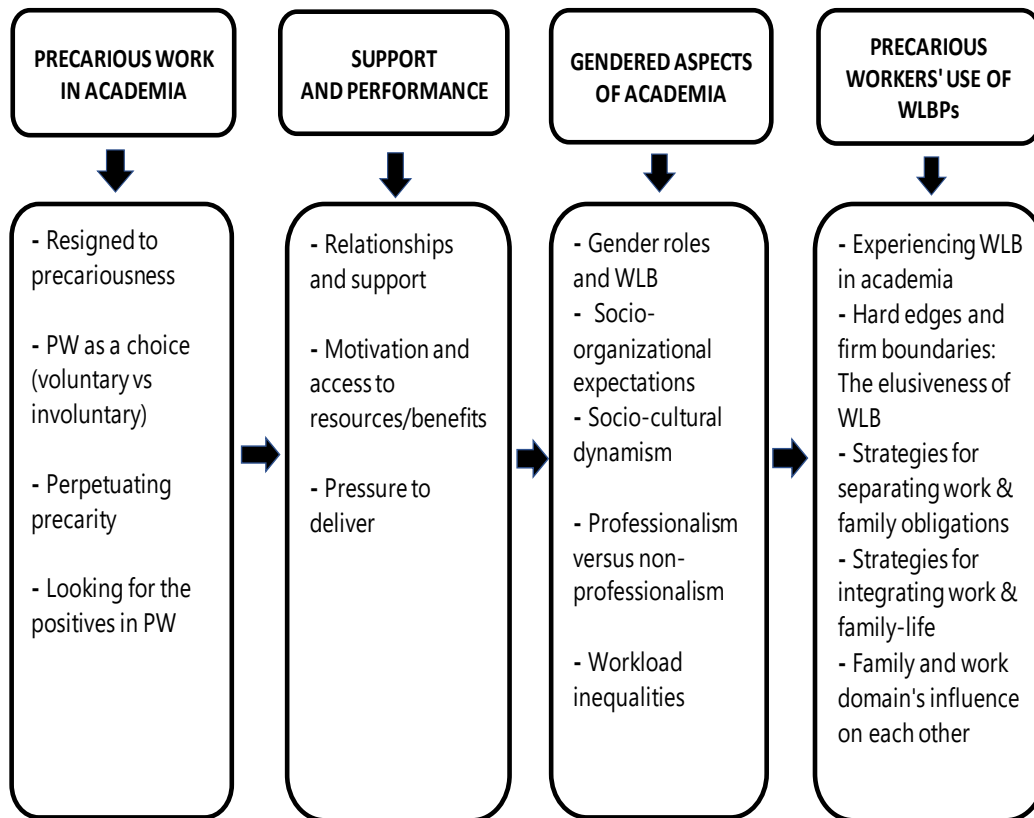 PRECARIOUS WORK
IN ACADEMIA
- Resigned to
precariousness
- PW as a choice
(voluntary vs
involuntary)
- Perpetuating
precarity
- Looking for the
positives in PW
SUPPORT
AND PERFORMANCE
- Relationships
and support
- Motivation and
access to
resources/benefits
- Pressure to
deliver
GENDERED ASPECTS
OF ACADEMIA
- Gender roles
and WLB
- Socio-
organizational
expectations
- Socio-cultural
dynamism
- Professionalism
versus non-
professionalism
- Workload
inequalities
PRECARIOUS
WORKERS' USE OF
WLBPs
- Experiencing WLB
in academia
- Hard edges and
firm boundaries:
The elusiveness of
WLB
- Strategies for
separating work &
family obligations
- Strategies for
integrating work &
family-life
- Family and work
domain's influence
on each other